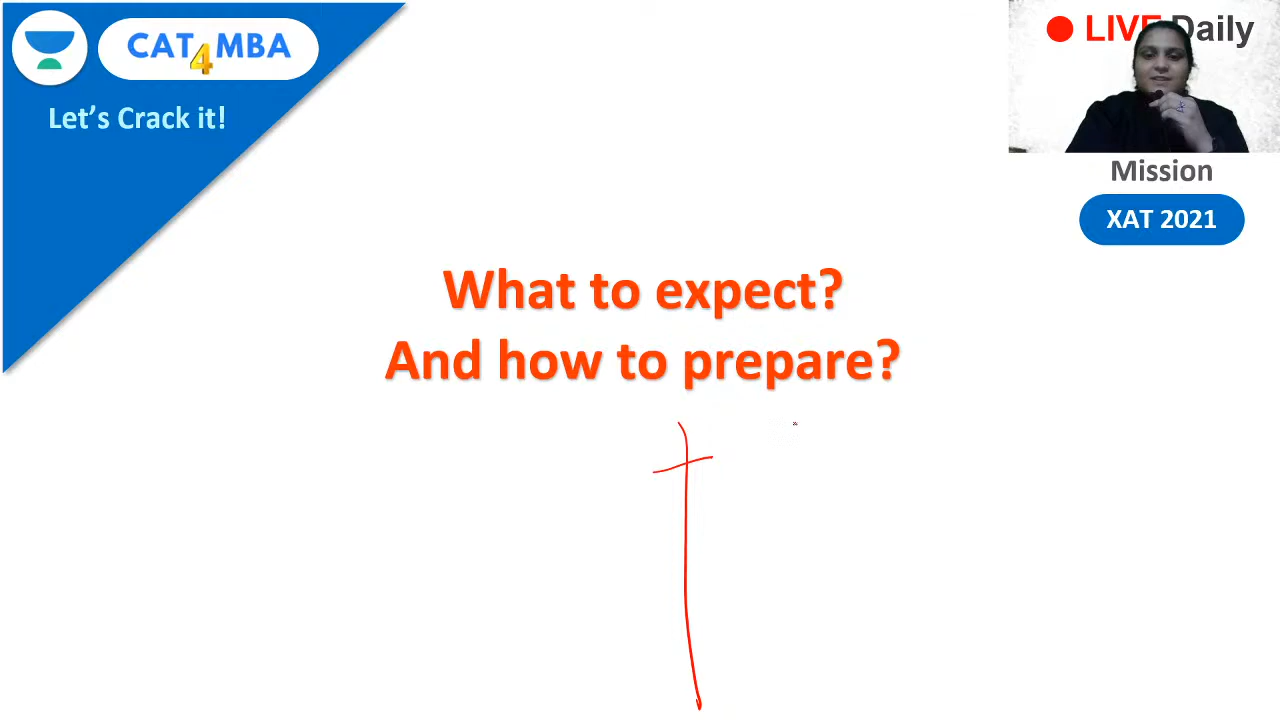 CAT4MBA
Let's Crack it!
LIVE Daily
Mission
XAT 2021
What to expect?
And how to prepare?